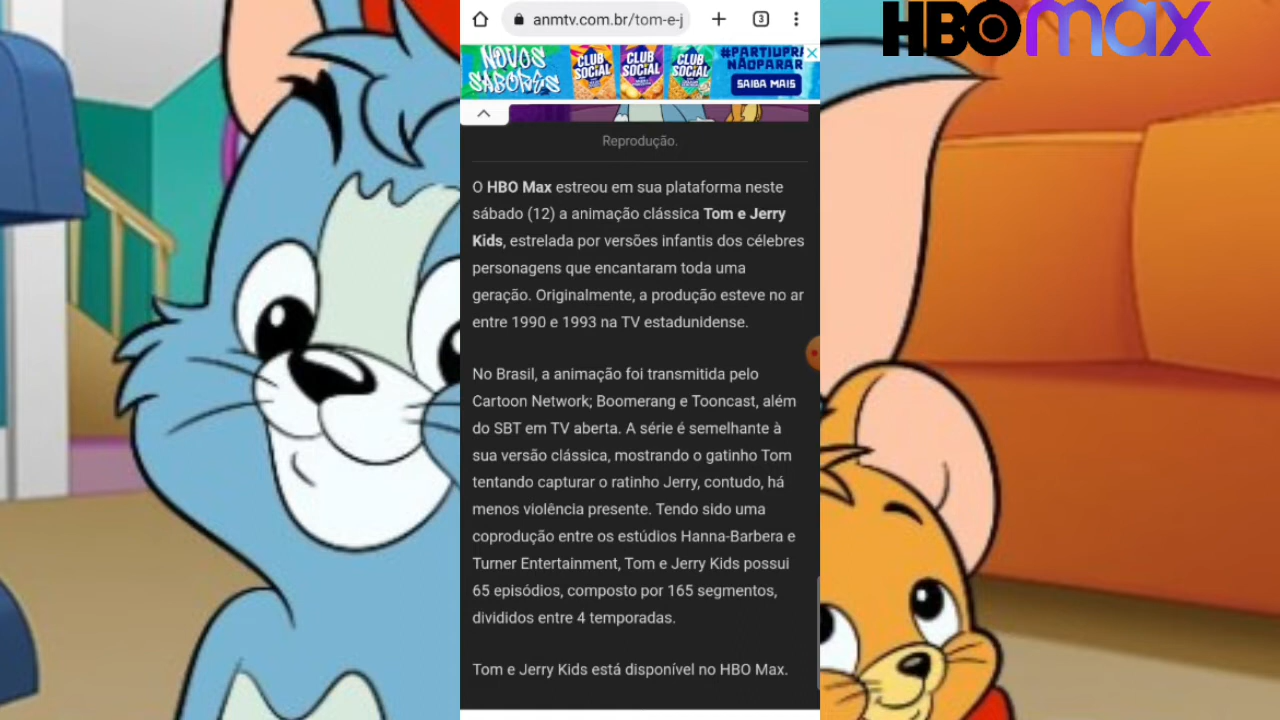 anmtv.com.br/tom-e-j
3
HBOmax
NOVOS SABORES
CLUB SOCIAL
CLUB SOCIAL
CLUB SOCIAL
#PARTIUPRA
NÃOPARAR
SAIBA MAIS
Reprodução.
O HBO Max estreou em sua plataforma neste
sábado (12) a animação clássica Tom e Jerry
Kids, estrelada por versões infantis dos célebres
personagens que encantaram toda uma
geração. Originalmente, a produção esteve no ar
entre 1990 e 1993 na TV estadunidense.
No Brasil, a animação foi transmitida pelo
Cartoon Network; Boomerang e Tooncast, além
do SBT em TV aberta. A série é semelhante à
sua versão clássica, mostrando o gatinho Tom
tentando capturar o ratinho Jerry, contudo, há
menos violência presente. Tendo sido uma
coprodução entre os estúdios Hanna-Barbera e
Turner Entertainment, Tom e Jerry Kids possui
65 episódios, composto por 165 segmentos,
divididos entre 4 temporadas.
Tom e Jerry Kids está disponível no HBO Max.